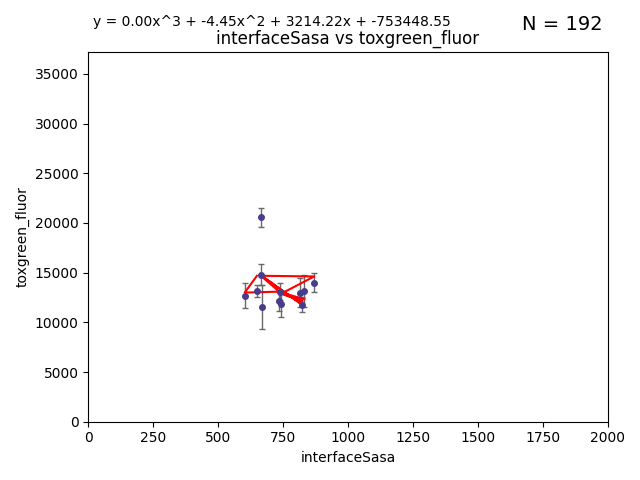 y = 0.00x^3 + -4.45x^2 + 3214.22x + -753448.55
N = 192
interfaceSasa vs toxgreen_fluor
35000
30000
25000
20000
15000
10000
5000
0
toxgreen_fluor
0 250 500 750 1000 1250 1500 1750 2000
interfaceSasa